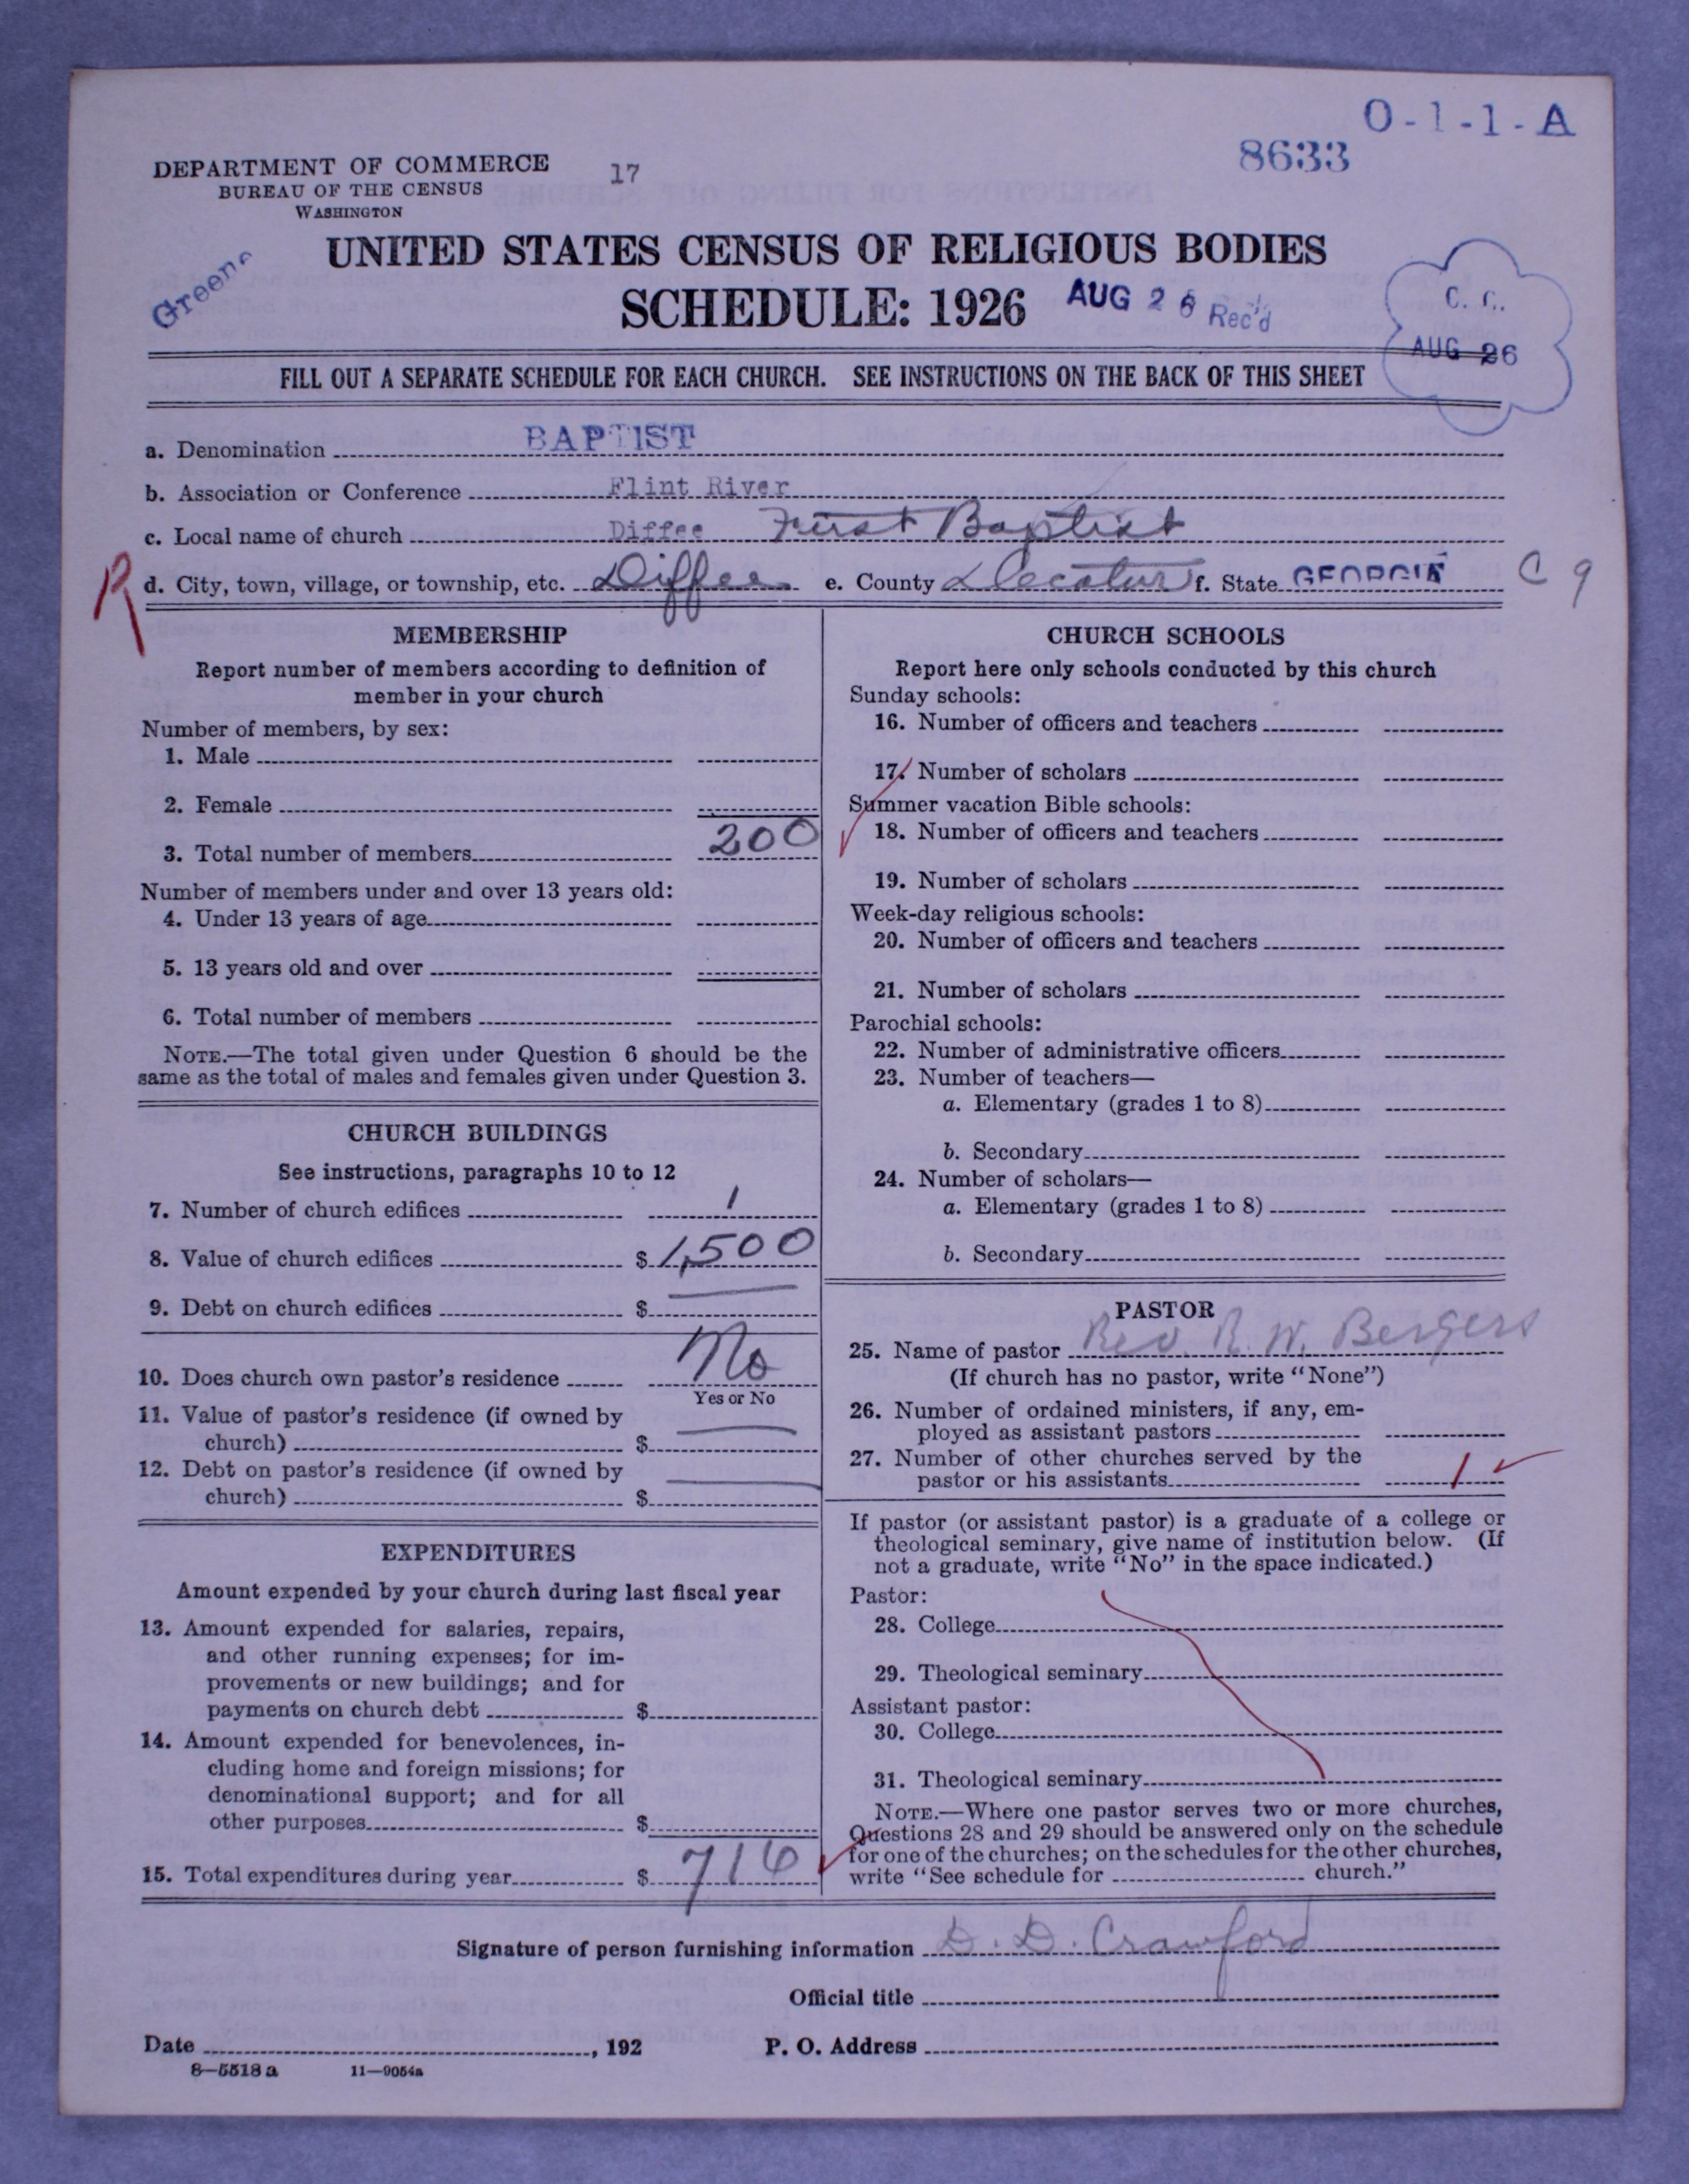 O-1-1-A
8633
DEPARTMENT OF COMMERCE
BUREAU OF THE CENSUS
WASHINGTON
17
UNITED STATES CENSUS OF RELIGIOUS BODIES
Greene
SCHEDULE: 1926
AUG 26 Rec'd
C. C.
AUG 26
FILL OUT A SEPARATE SCHEDULE FOR EACH CHURCH. SEE INSTRUCTIONS ON THE BACK OF THIS SHEET
a. Denomination BAPTIST
b. Association or Conference Flint River
c. Local name of church Diffee First Baptist
R d. City, town, village, or township, etc. Diffee e. County Decatur f. State GEORGIA C 9
MEMBERSHIP
Report number of members according to definition of
member in your church
Number of members, by sex:
1. Male
2. Female
3. Total number of members 200
Number of members under and over 13 years old:
4. Under 13 years of age
5. 13 years old and over
6. Total number of members
NOTE.—The total given under Question 6 should be the
same as the total of males and females given under Question 3.
CHURCH BUILDINGS
See instructions, paragraphs 10 to 12
7. Number of church edifices 1
8. Value of church edifices $ 1,500
9. Debt on church edifices $
10. Does church own pastor's residence No
Yes or No
11. Value of pastor's residence (if owned by
church) $
12. Debt on pastor's residence (if owned by
church) $
EXPENDITURES
Amount expended by your church during last fiscal year
13. Amount expended for salaries, repairs,
and other running expenses; for im-
provements or new buildings; and for
payments on church debt $
14. Amount expended for benevolences, in-
cluding home and foreign missions; for
denominational support; and for all
other purposes $
15. Total expenditures during year $ 716
CHURCH SCHOOLS
Report here only schools conducted by this church
Sunday schools:
16. Number of officers and teachers
17. Number of scholars
Summer vacation Bible schools:
18. Number of officers and teachers
19. Number of scholars
Week-day religious schools:
20. Number of officers and teachers
21. Number of scholars
Parochial schools:
22. Number of administrative officers
23. Number of teachers—
a. Elementary (grades 1 to 8)
b. Secondary
24. Number of scholars—
a. Elementary (grades 1 to 8)
b. Secondary
PASTOR
25. Name of pastor Rev. R. W. Bergers
(If church has no pastor, write "None")
26. Number of ordained ministers, if any, em-
ployed as assistant pastors
27. Number of other churches served by the
pastor or his assistants 1
If pastor (or assistant pastor) is a graduate of a college or
theological seminary, give name of institution below. (If
not a graduate, write "No" in the space indicated.)
Pastor:
28. College
29. Theological seminary
Assistant pastor:
30. College
31. Theological seminary
NOTE.—Where one pastor serves two or more churches,
Questions 28 and 29 should be answered only on the schedule
for one of the churches; on the schedules for the other churches,
write "See schedule for church."
Signature of person furnishing information D. D. Crawford
Official title
Date , 192 P. O. Address
8—5518 a 11—9054a